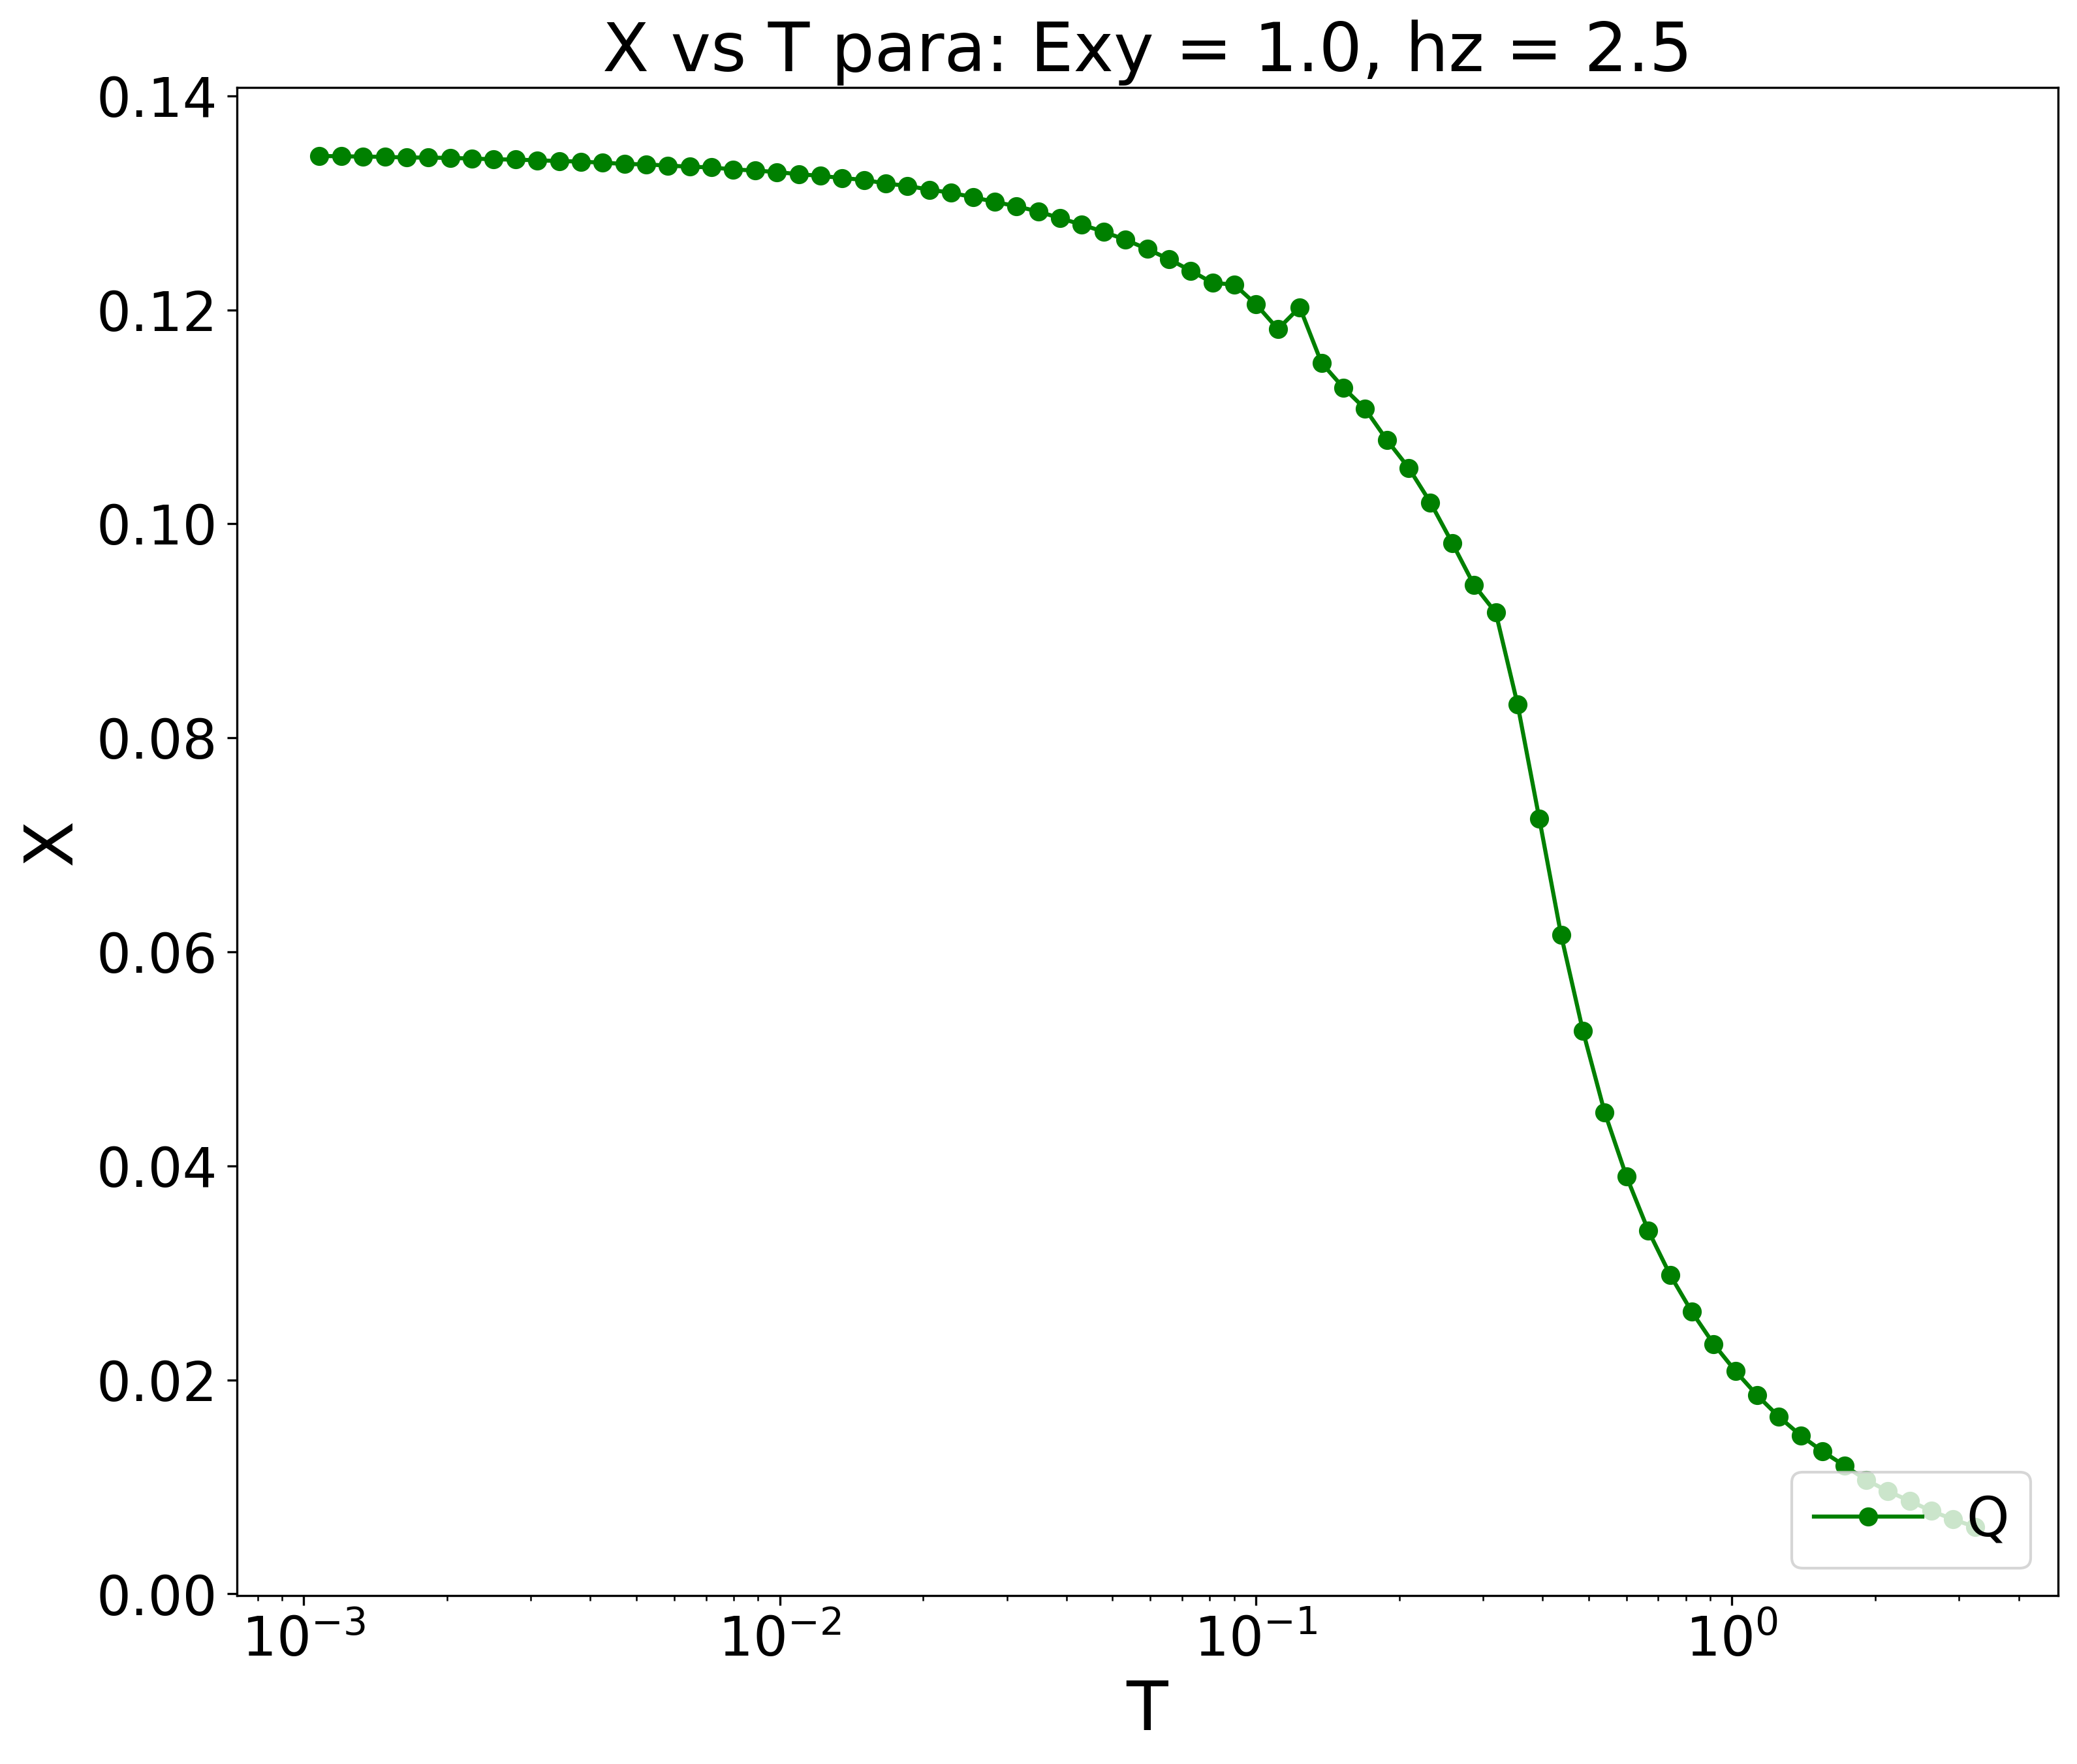 X vs T para: Exy = 1.0, hz = 2.5
0.14
0.12
0.10
0.08
0.06
0.04
0.02
0.00
X
10⁻³ 10⁻² 10⁻¹ 10⁰
T
Q